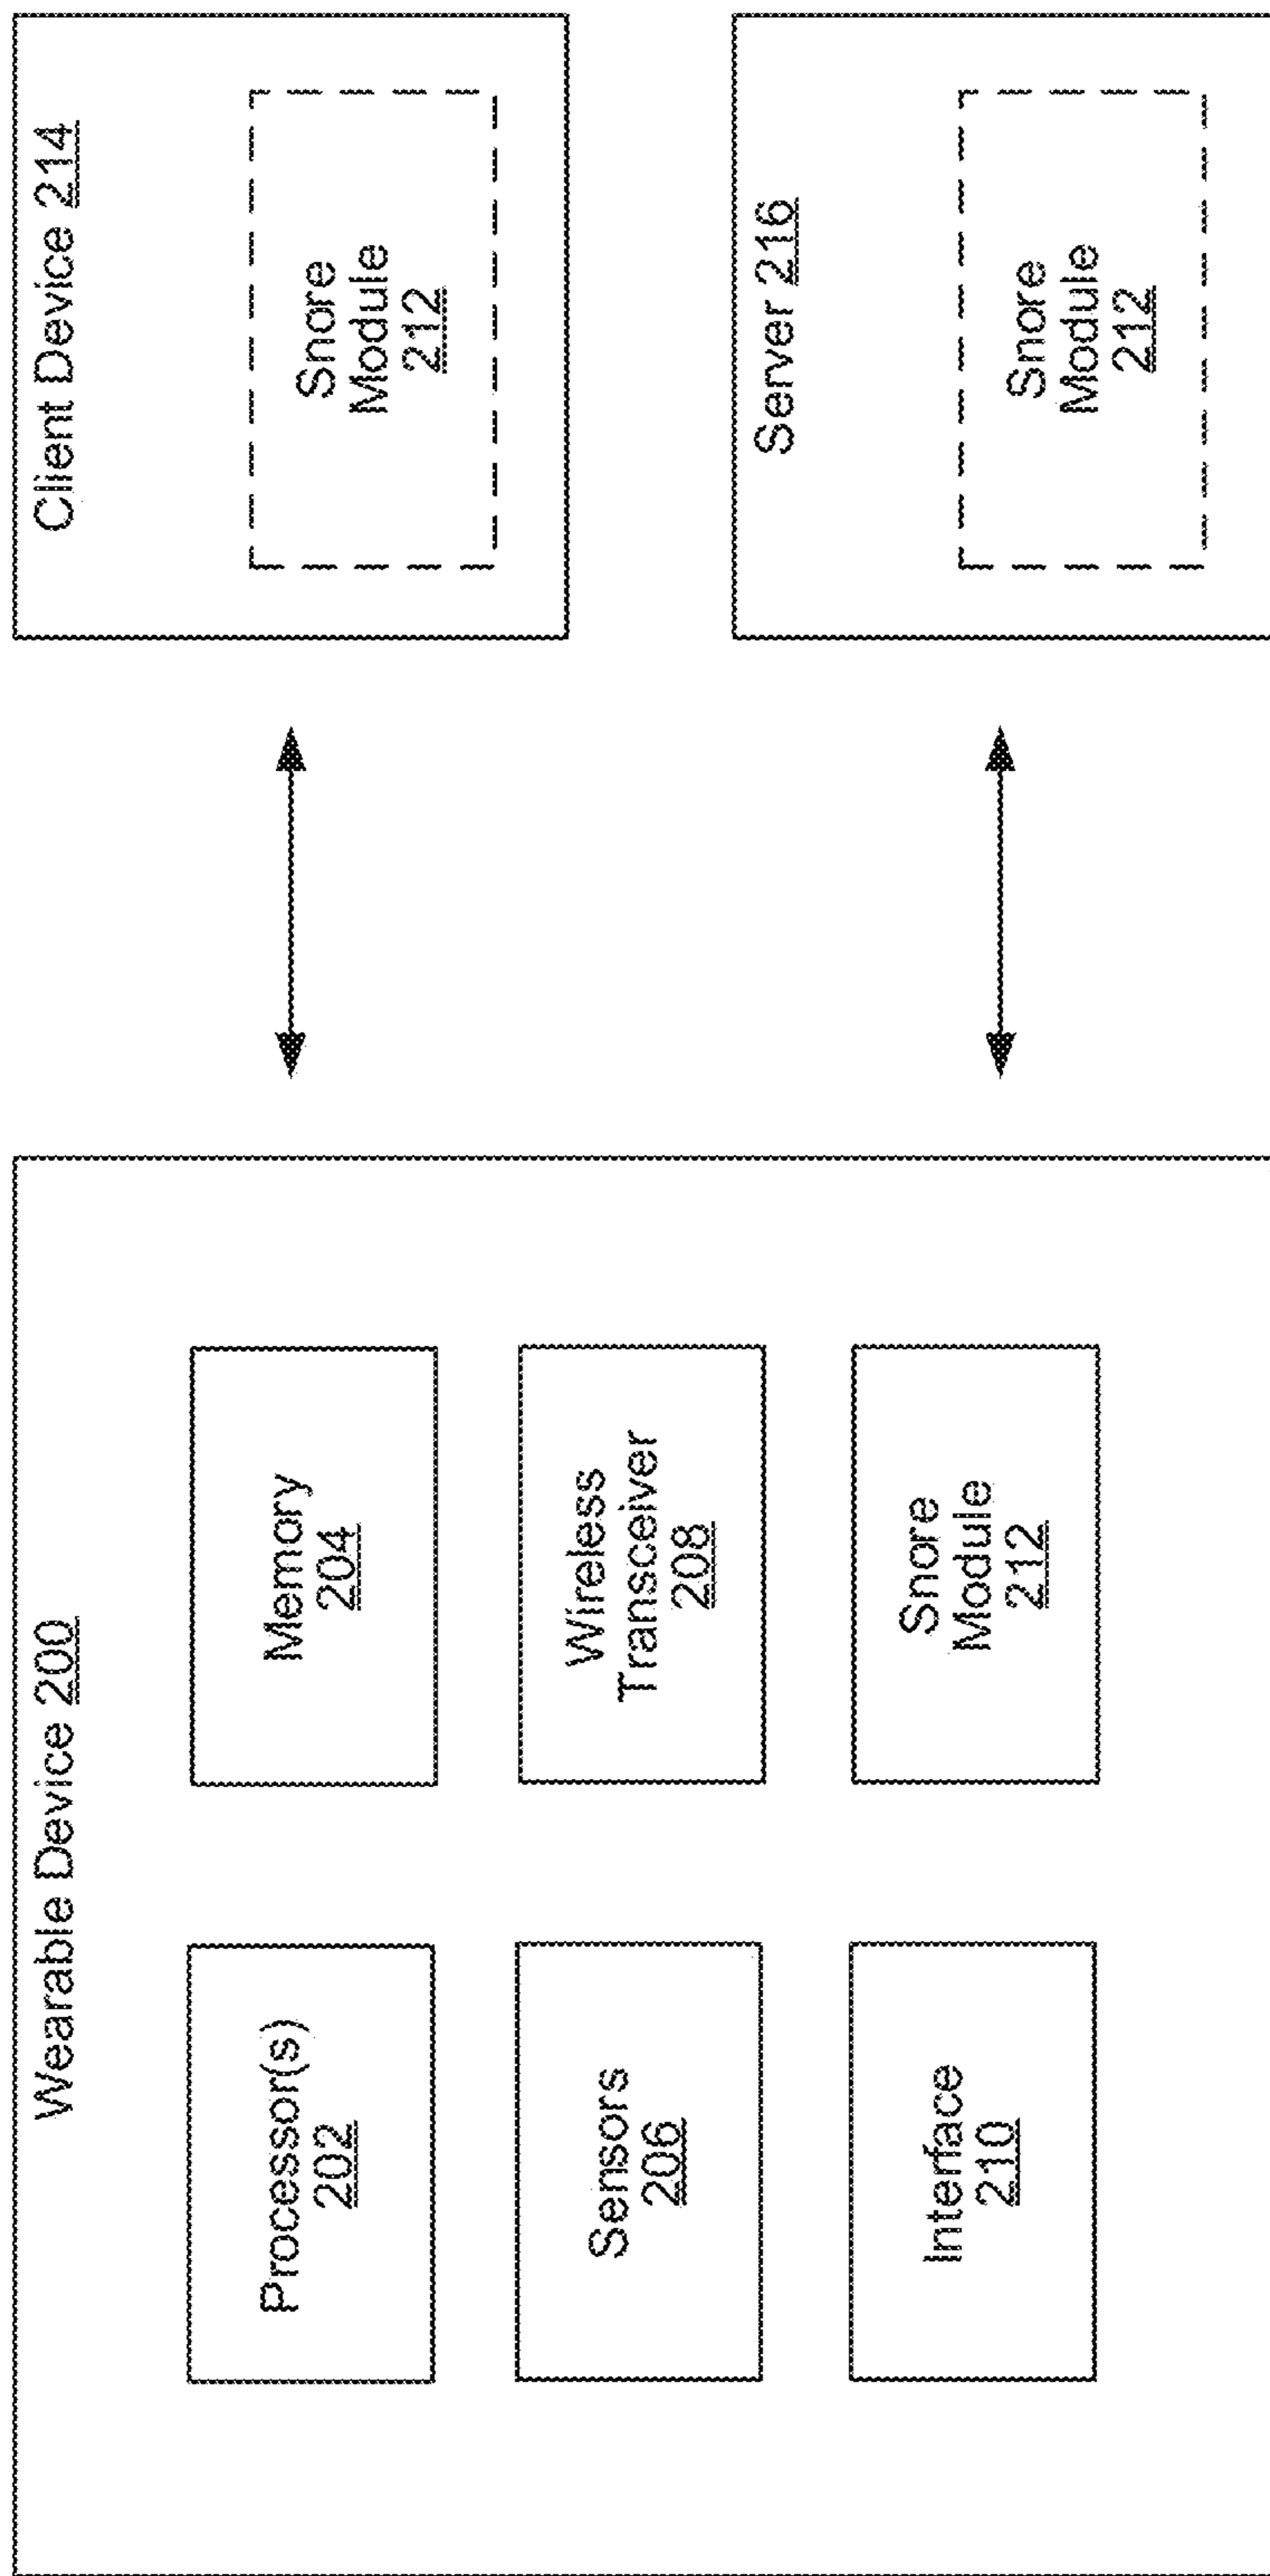 Wearable Device 200
Processor(s)
202
Memory
204
Sensors
206
Wireless
Transceiver
208
Interface
210
Snore
Module
212
Client Device 214
Snore
Module
212
Server 216
Snore
Module
212